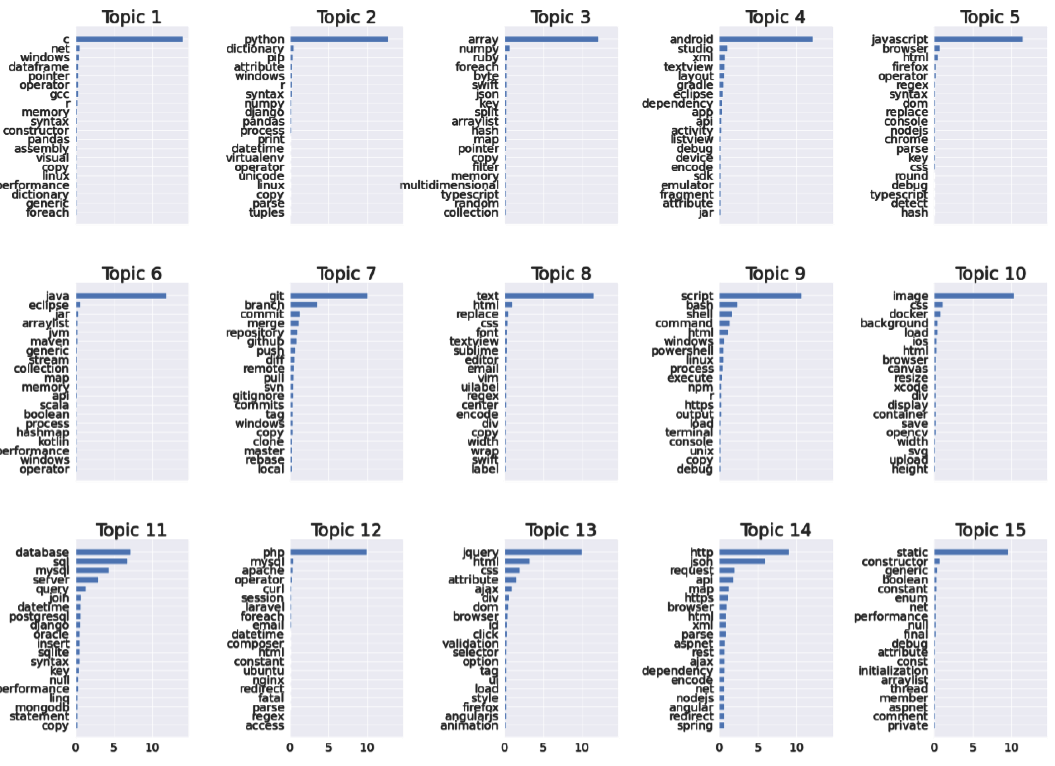 Topic 1
c
net
windows
dataframe
pointer
operator
gcc
r
memory
syntax
constructor
pandas
assembly
visual
copy
linux
performance
dictionary
generic
foreach
Topic 2
python
dictionary
pip
attribute
windows
r
syntax
numpy
django
pandas
process
print
datetime
virtualenv
operator
unicode
linux
copy
parse
tuples
Topic 3
array
numpy
ruby
foreach
byte
swift
json
key
split
arraylist
hash
map
pointer
copy
filter
memory
multidimensional
typescript
random
collection
Topic 4
android
studio
xml
textview
layout
gradle
eclipse
dependency
app
api
activity
listview
debug
device
encode
sdk
emulator
fragment
attribute
jar
Topic 5
javascript
browser
html
firefox
operator
regex
syntax
dom
replace
console
nodejs
chrome
parse
key
css
round
debug
typescript
detect
hash
Topic 6
java
eclipse
jar
arraylist
jvm
maven
generic
stream
collection
map
memory
api
scala
boolean
process
hashmap
kotlin
performance
windows
operator
Topic 7
git
branch
commit
merge
repository
github
push
diff
remote
pull
svn
gitignore
commits
tag
windows
copy
clone
master
rebase
local
Topic 8
text
html
replace
css
font
textview
sublime
editor
email
vim
uilabel
regex
center
encode
div
copy
width
wrap
swift
label
Topic 9
script
bash
shell
command
html
windows
powershell
linux
process
execute
npm
r
https
output
load
terminal
console
unix
copy
debug
Topic 10
image
css
docker
background
load
ios
html
browser
canvas
resize
xcode
div
display
container
save
opencv
width
svg
upload
height
Topic 11
database
sql
mysql
server
query
join
datetime
postgresql
django
oracle
insert
sqlite
syntax
key
null
performance
linq
mongodb
statement
copy
0 5 10
Topic 12
php
mysql
apache
operator
curl
session
laravel
foreach
email
datetime
composer
html
constant
ubuntu
nginx
redirect
fatal
parse
regex
access
0 5 10
Topic 13
jquery
html
css
attribute
ajax
div
dom
browser
id
click
validation
selector
option
tag
ui
load
style
firefox
angularjs
animation
0 5 10
Topic 14
http
json
request
api
map
https
browser
html
xml
parse
aspnet
rest
ajax
dependency
encode
net
nodejs
angular
redirect
spring
0 5 10
Topic 15
static
constructor
generic
boolean
constant
enum
net
performance
null
final
debug
attribute
const
initialization
arraylist
thread
member
aspnet
comment
private
0 5 10